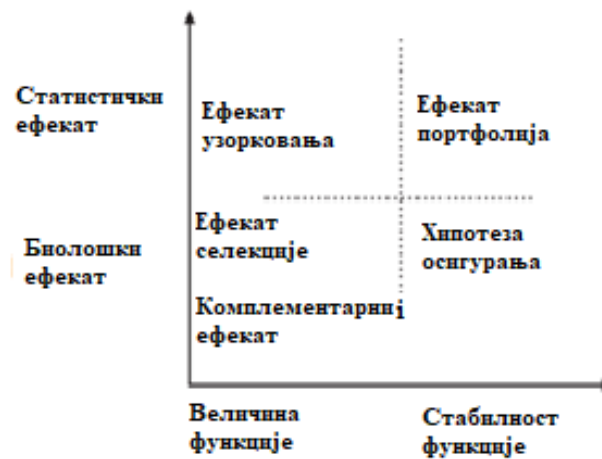 Статистички
ефекат
Ефекат
узорковања
Ефекат
портфолија
Биолошки
ефекат
Ефекат
селекције
Хипотеза
осигурања
Комплементарни
ефекат
Величина
функције
Стабилност
функције